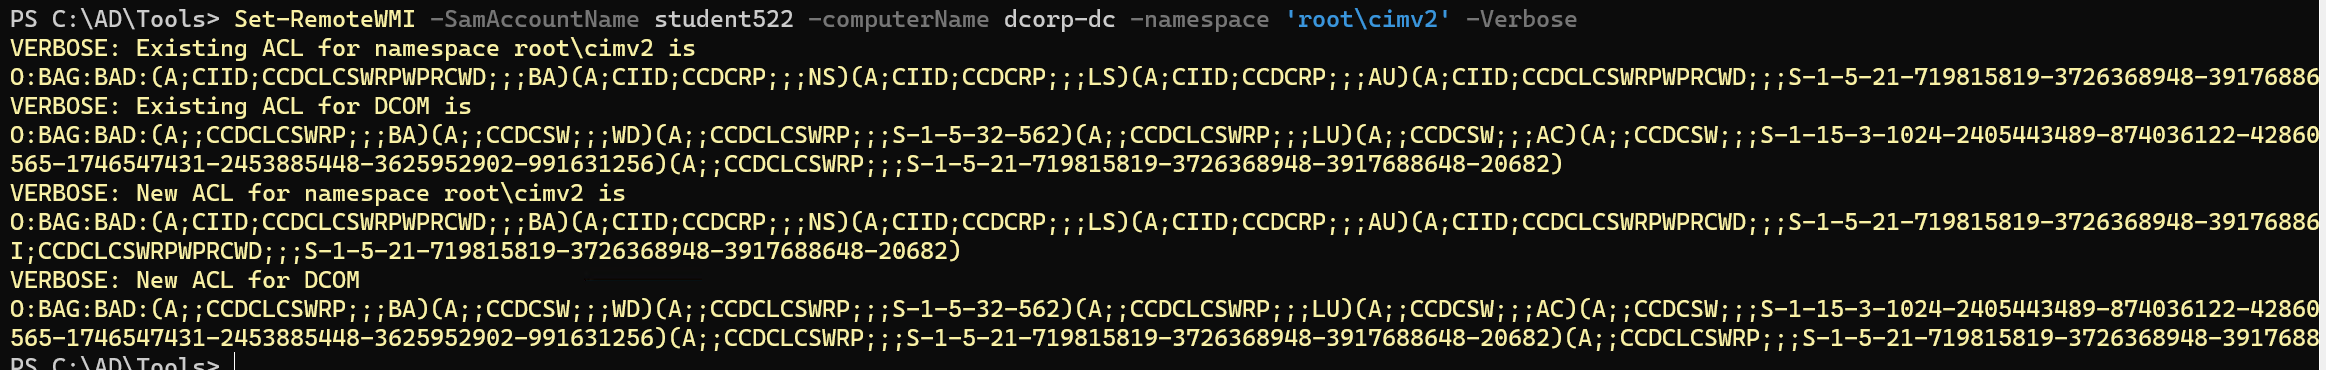 PS C:\AD\Tools> Set-RemoteWMI -SamAccountName student522 -computerName dcorp-dc -namespace 'root\cimv2' -Verbose
VERBOSE: Existing ACL for namespace root\cimv2 is
O:BAG:BAD:(A;CIID;CCDCLCSWRPWPRCWD;;;BA)(A;CIID;CCDCRP;;;NS)(A;CIID;CCDCRP;;;LS)(A;CIID;CCDCRP;;;AU)(A;CIID;CCDCLCSWRPWPRCWD;;;S-1-5-21-719815819-3726368948-39176886
VERBOSE: Existing ACL for DCOM is
O:BAG:BAD:(A;;CCDCLCSWRP;;;BA)(A;;CCDCSW;;;WD)(A;;CCDCLCSWRP;;;S-1-5-32-562)(A;;CCDCLCSWRP;;;LU)(A;;CCDCSW;;;AC)(A;;CCDCSW;;;S-1-15-3-1024-2405443489-874036122-42860
565-1746547431-2453885448-3625952902-991631256)(A;;CCDCLCSWRP;;;S-1-5-21-719815819-3726368948-3917688648-20682)
VERBOSE: New ACL for namespace root\cimv2 is
O:BAG:BAD:(A;CIID;CCDCLCSWRPWPRCWD;;;BA)(A;CIID;CCDCRP;;;NS)(A;CIID;CCDCRP;;;LS)(A;CIID;CCDCRP;;;AU)(A;CIID;CCDCLCSWRPWPRCWD;;;S-1-5-21-719815819-3726368948-39176886
I;CCDCLCSWRPWPRCWD;;;S-1-5-21-719815819-3726368948-3917688648-20682)
VERBOSE: New ACL for DCOM
O:BAG:BAD:(A;;CCDCLCSWRP;;;BA)(A;;CCDCSW;;;WD)(A;;CCDCLCSWRP;;;S-1-5-32-562)(A;;CCDCLCSWRP;;;LU)(A;;CCDCSW;;;AC)(A;;CCDCSW;;;S-1-15-3-1024-2405443489-874036122-42860
565-1746547431-2453885448-3625952902-991631256)(A;;CCDCLCSWRP;;;S-1-5-21-719815819-3726368948-3917688648-20682)(A;;CCDCLCSWRP;;;S-1-5-21-719815819-3726368948-3917688
PS C:\AD\Tools>